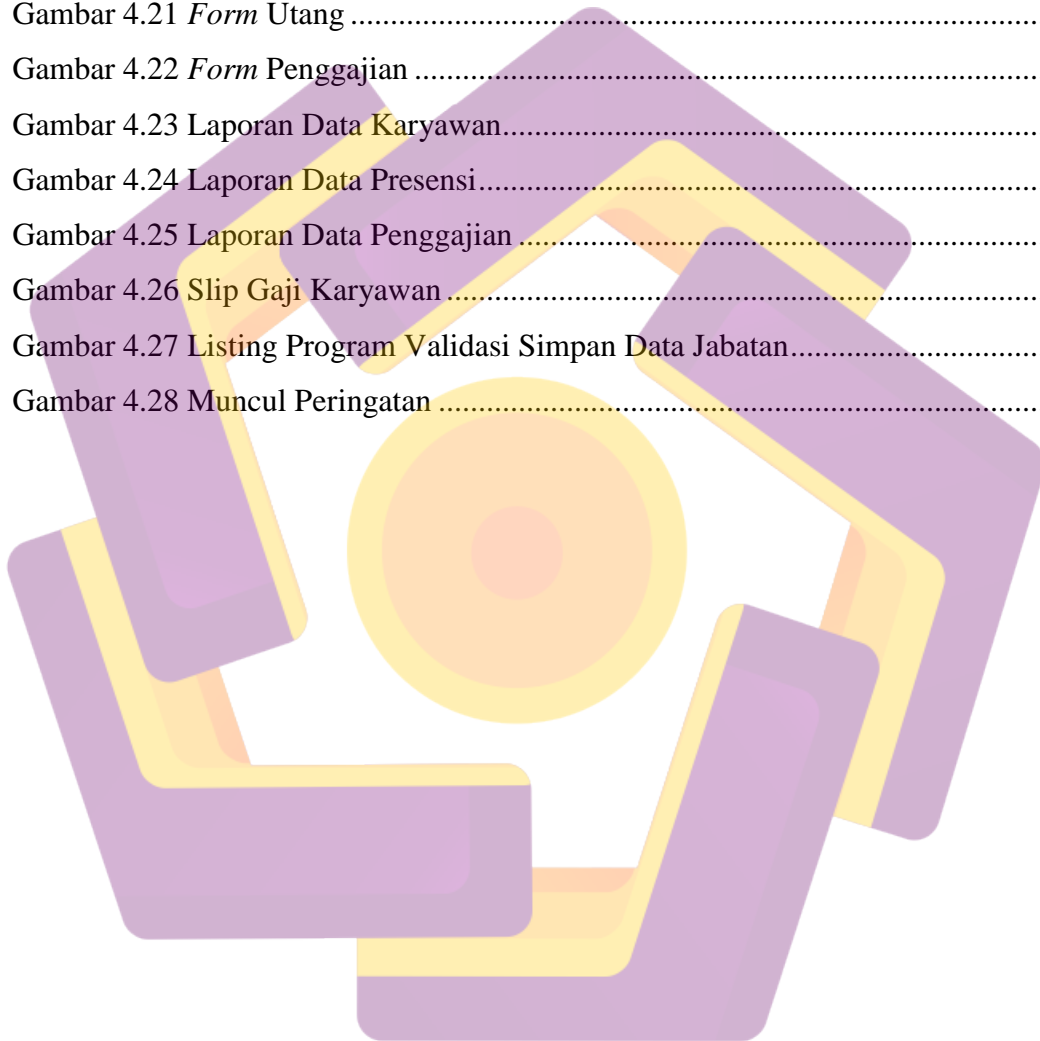 Gambar 4.21 Form Utang ........................................................................................
Gambar 4.22 Form Penggajian ................................................................................
Gambar 4.23 Laporan Data Karyawan.....................................................................
Gambar 4.24 Laporan Data Presensi........................................................................
Gambar 4.25 Laporan Data Penggajian ...................................................................
Gambar 4.26 Slip Gaji Karyawan............................................................................
Gambar 4.27 Listing Program Validasi Simpan Data Jabatan..................................
Gambar 4.28 Muncul Peringatan .............................................................................